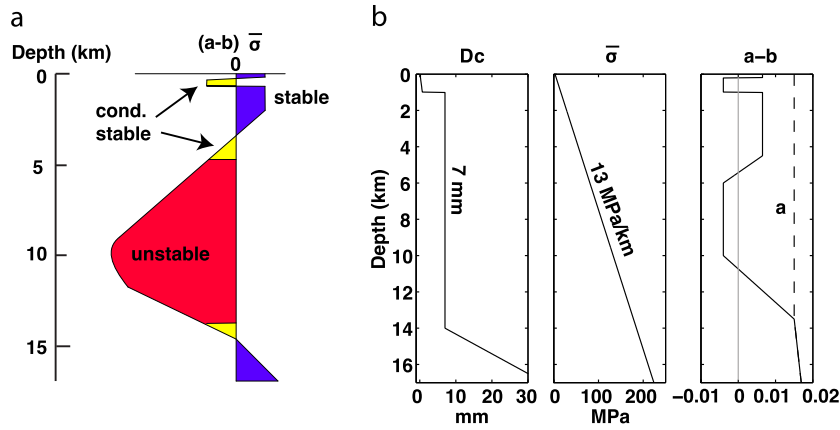 a
Depth (km)
(a-b) σ̅
0
0
5
10
15
cond.
stable
stable
unstable
b
Dc
σ̅
a–b
Depth (km)
0
2
4
6
8
10
12
14
16
7 mm
13 MPa/km
a
0 10 20 30
mm
0 100 200
MPa
−0.01 0 0.01 0.02